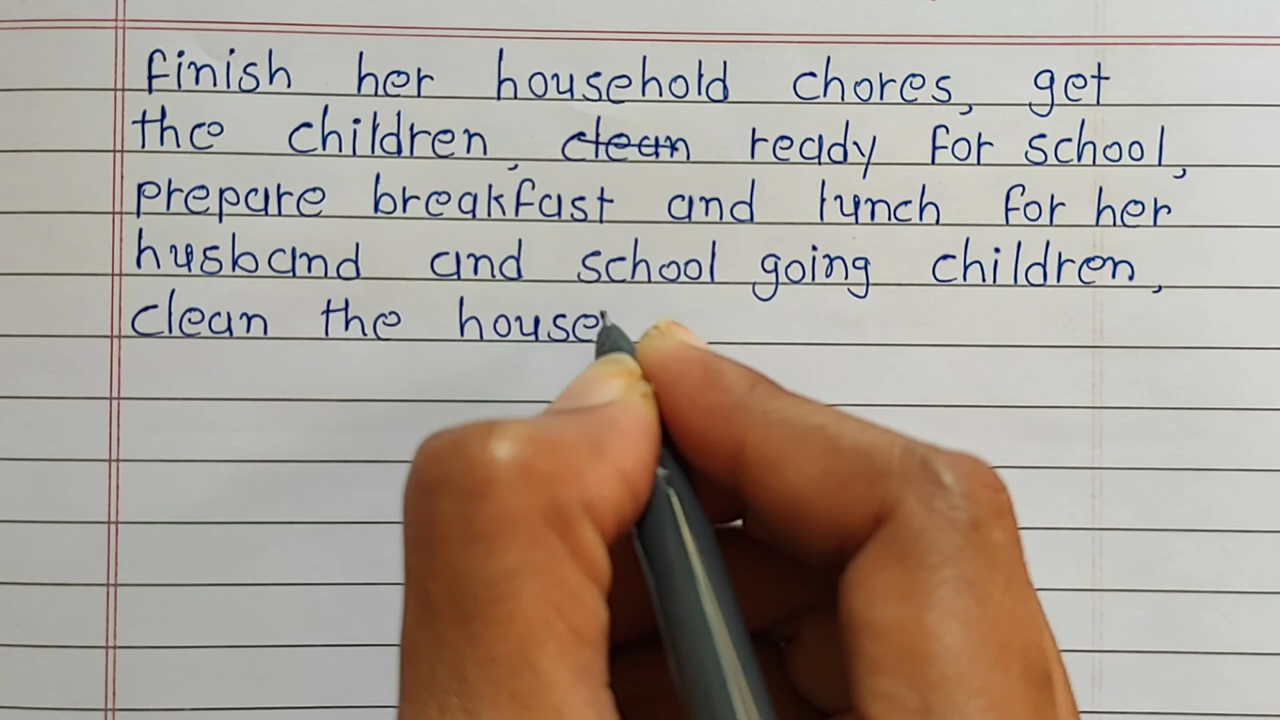 finish her household chores, get
the children, ~~clean~~ ready for school,
prepare breakfast and lunch for her
husband and school going children,
clean the house